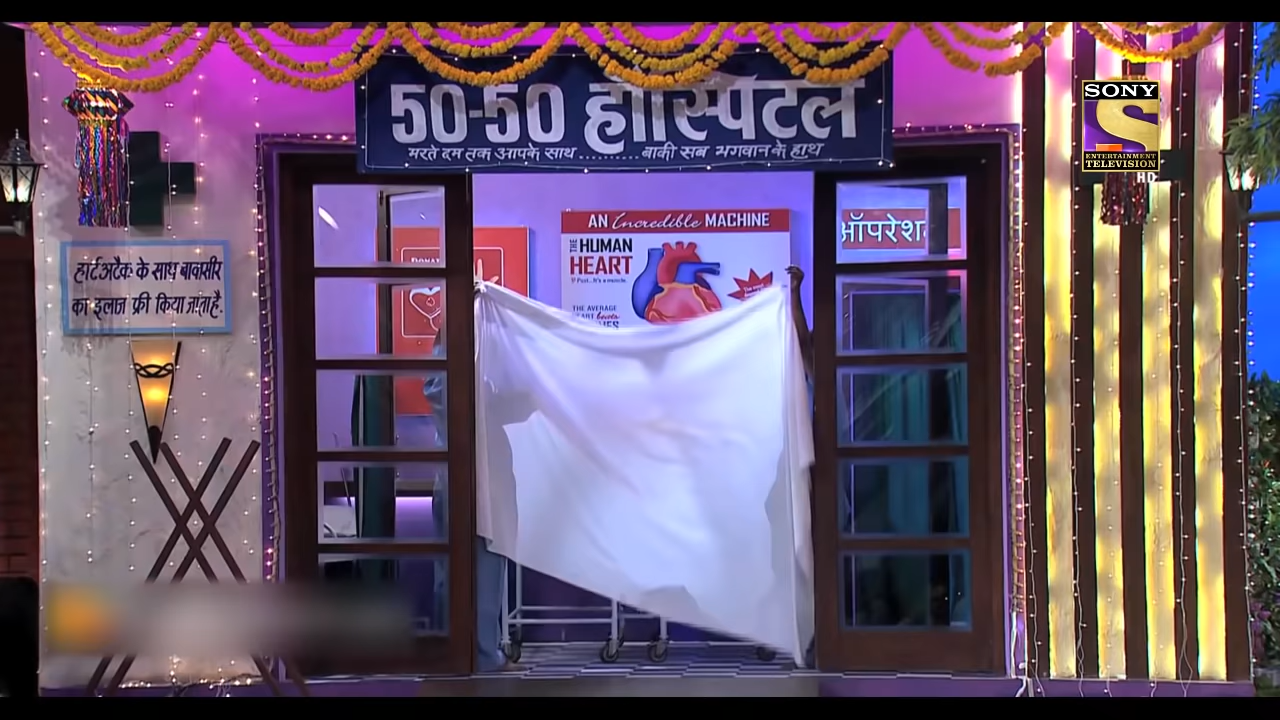 50-50 हॉस्पिटल
मरते दम तक आपके साथ ........ बाकी सब भगवान के हाथ
SONY
ENTERTAINMENT
TELEVISION
HD
हार्टअटैक के साथ बावासीर
का इलाज फ्री किया जाता है.
AN Incredible MACHINE
THE HUMAN
HEART
THE AVERAGE
ऑपरेश